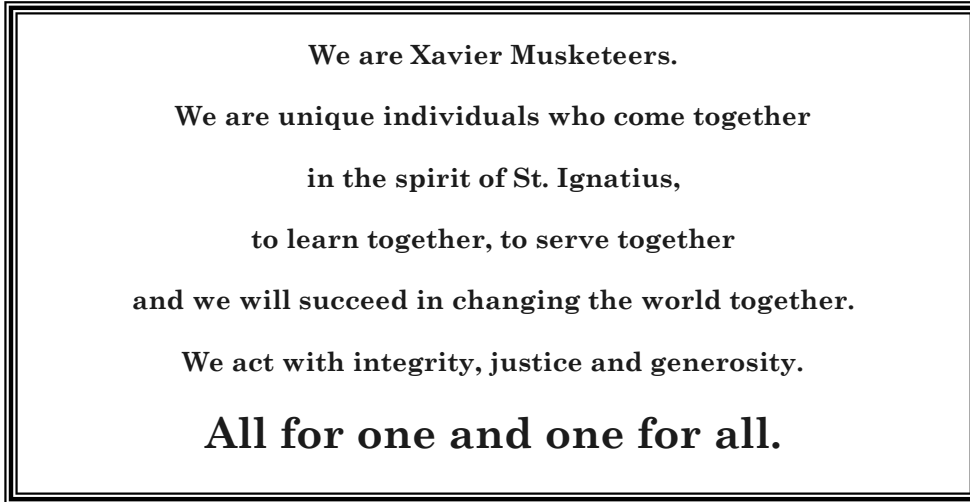 We are Xavier Musketeers.
We are unique individuals who come together
in the spirit of St. Ignatius,
to learn together, to serve together
and we will succeed in changing the world together.
We act with integrity, justice and generosity.
All for one and one for all.